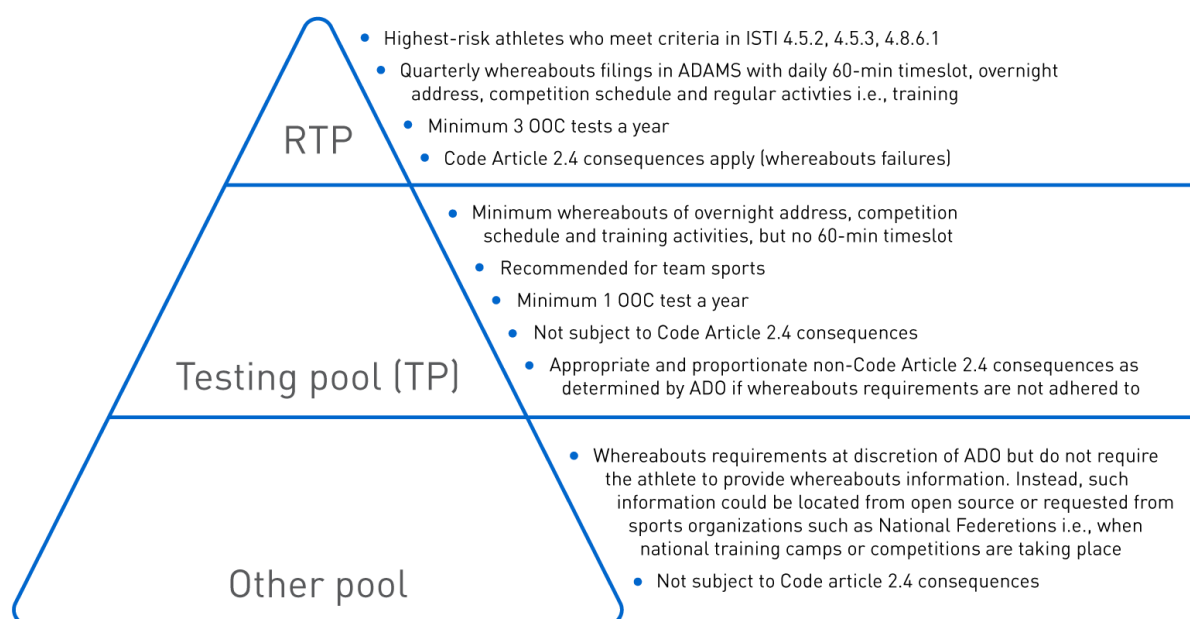 Highest-risk athletes who meet criteria in ISTI 4.5.2, 4.5.3, 4.8.6.1
Quarterly whereabouts filings in ADAMS with daily 60-min timeslot, overnight
address, competition schedule and regular activties i.e., training
Minimum 3 OOC tests a year
Code Article 2.4 consequences apply (whereabouts failures)
RTP
Minimum whereabouts of overnight address, competition
schedule and training activities, but no 60-min timeslot
Recommended for team sports
Minimum 1 OOC test a year
Not subject to Code Article 2.4 consequences
Appropriate and proportionate non-Code Article 2.4 consequences as
determined by ADO if whereabouts requirements are not adhered to
Testing pool (TP)
Whereabouts requirements at discretion of ADO but do not require
the athlete to provide whereabouts information. Instead, such
information could be located from open source or requested from
sports organizations such as National Federetions i.e., when
national training camps or competitions are taking place
Not subject to Code article 2.4 consequences
Other pool